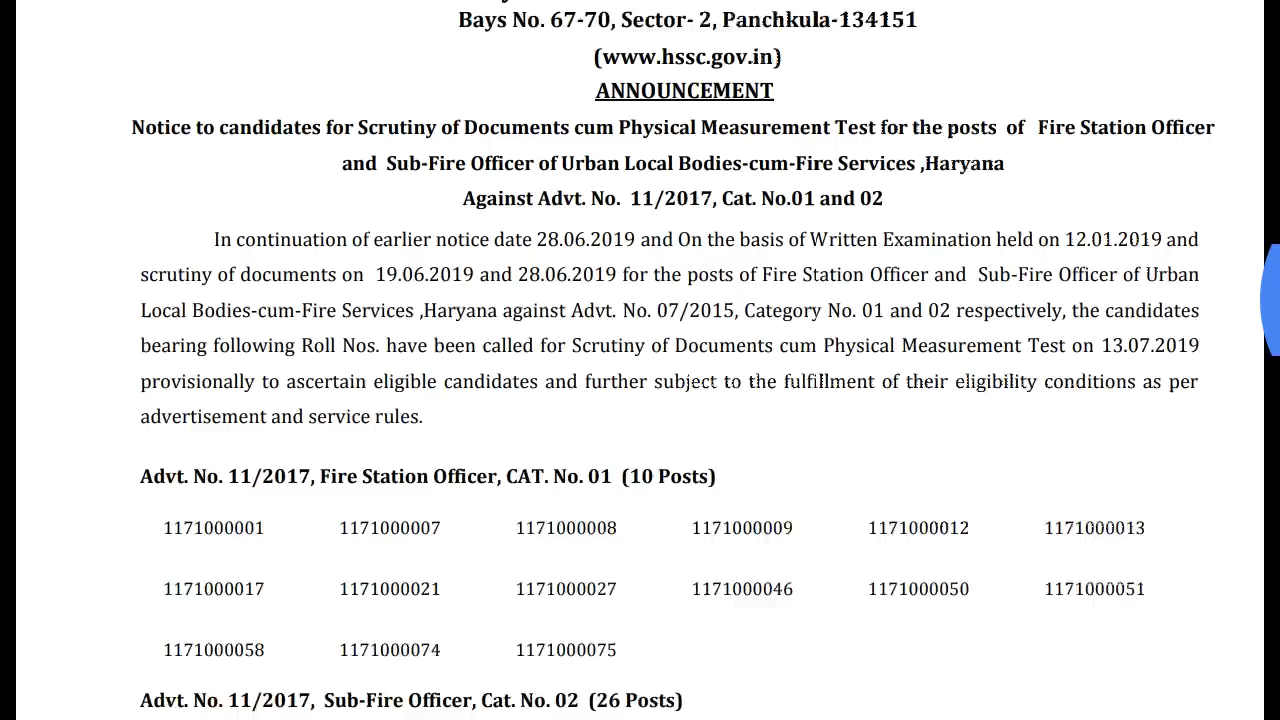 Bays No. 67-70, Sector- 2, Panchkula-134151
(www.hssc.gov.in)
ANNOUNCEMENT
Notice to candidates for Scrutiny of Documents cum Physical Measurement Test for the posts of Fire Station Officer
and Sub-Fire Officer of Urban Local Bodies-cum-Fire Services ,Haryana
Against Advt. No. 11/2017, Cat. No.01 and 02
In continuation of earlier notice date 28.06.2019 and On the basis of Written Examination held on 12.01.2019 and
scrutiny of documents on 19.06.2019 and 28.06.2019 for the posts of Fire Station Officer and Sub-Fire Officer of Urban
Local Bodies-cum-Fire Services ,Haryana against Advt. No. 07/2015, Category No. 01 and 02 respectively, the candidates
bearing following Roll Nos. have been called for Scrutiny of Documents cum Physical Measurement Test on 13.07.2019
provisionally to ascertain eligible candidates and further subject to the fulfillment of their eligibility conditions as per
advertisement and service rules.
Advt. No. 11/2017, Fire Station Officer, CAT. No. 01 (10 Posts)
1171000001 1171000007 1171000008 1171000009 1171000012 1171000013
1171000017 1171000021 1171000027 1171000046 1171000050 1171000051
1171000058 1171000074 1171000075
Advt. No. 11/2017, Sub-Fire Officer, Cat. No. 02 (26 Posts)